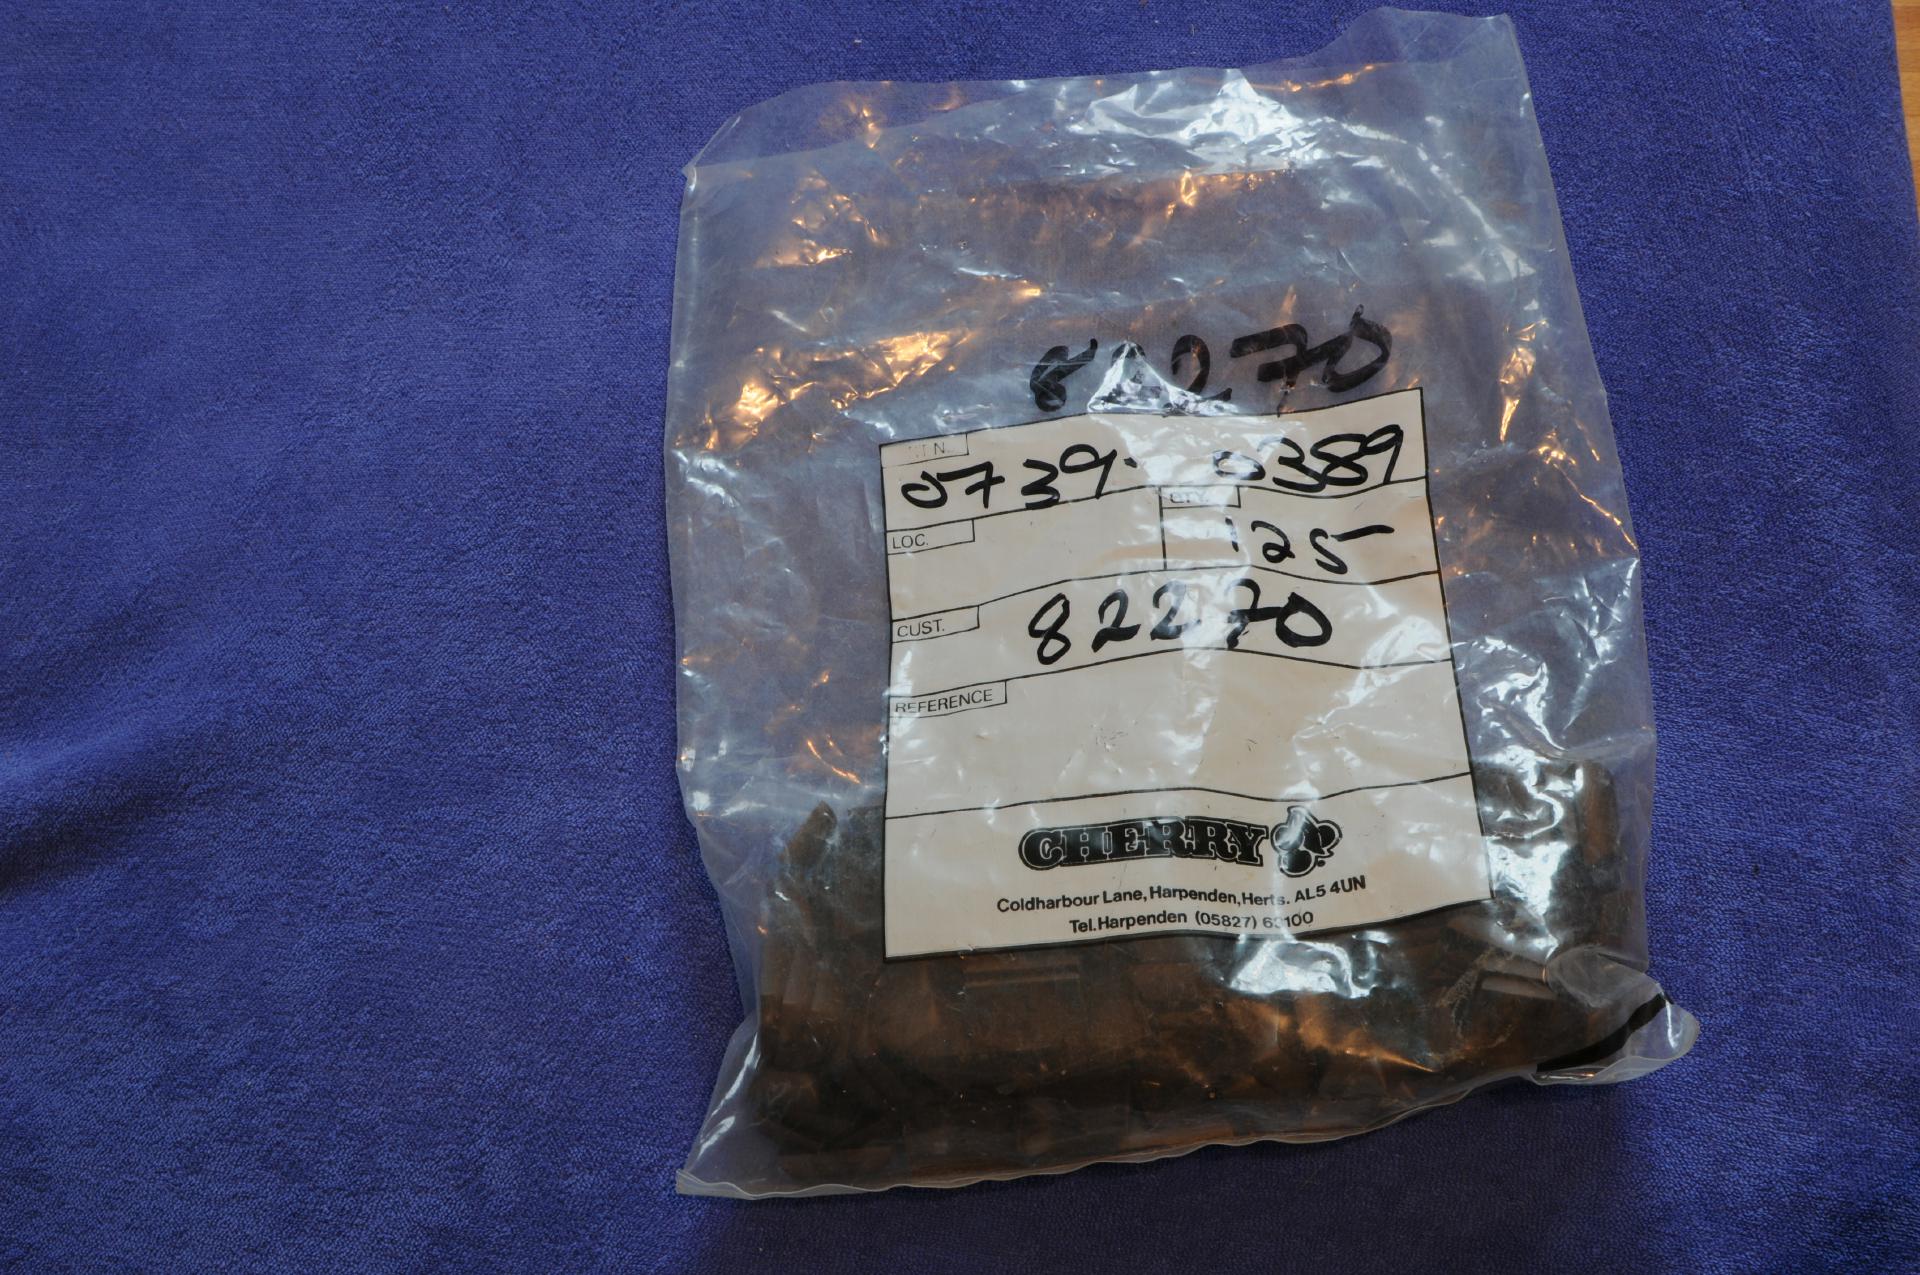 82270
0739- 0389
QTY.
LOC.
125
CUST.
82270
REFERENCE
CHERRY
Coldharbour Lane, Harpenden, Herts. AL5 4UN
Tel. Harpenden (05827)